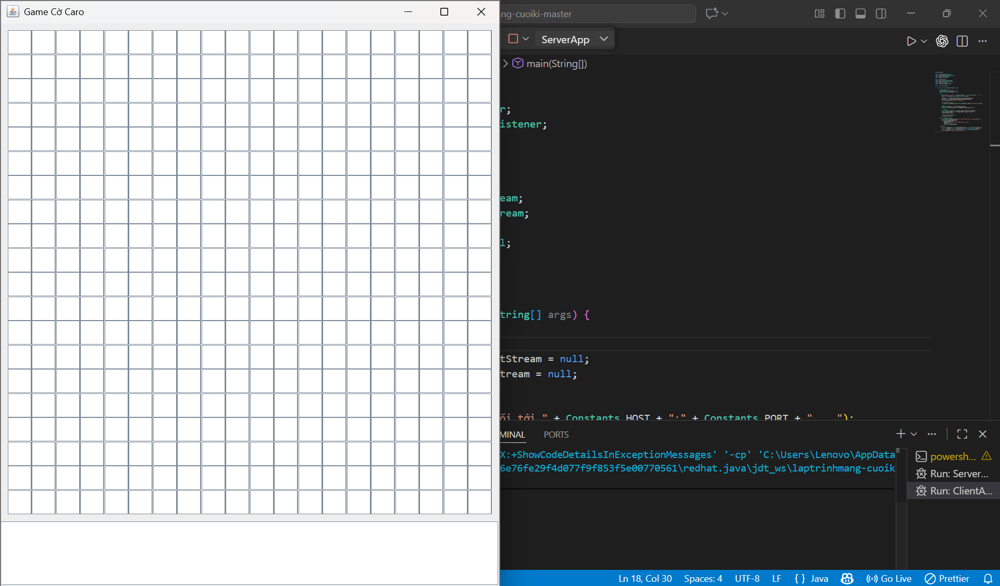 Game Cờ Caro
ng-cuoiki-master
ServerApp
main(String[])
r;
istener;
eam;
ream;
l;
tring[] args) {
tStream = null;
tream = null;
ối tới " + Constants.HOST + ":" + Constants.PORT + "....");
MINAL
PORTS
X:+ShowCodeDetailsInExceptionMessages' '-cp' 'C:\Users\Lenovo\AppData
6e76fe29f4d077f9f853f5e00770561\redhat.java\jdt_ws\laptrinhmang-cuoik
powersh...
Run: Server...
Run: ClientA...
Ln 18, Col 30
Spaces: 4
UTF-8
LF
{ } Java
Go Live
Prettier